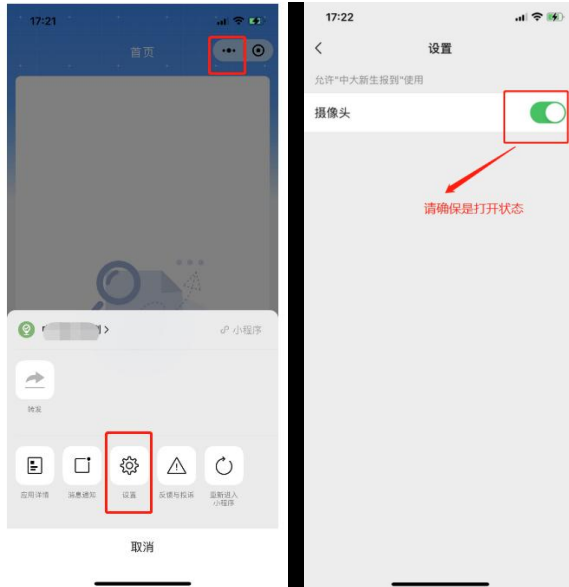 17:21
首页
小程序
转发
应用详情
消息通知
设置
反馈与投诉
重新进入
小程序
取消
17:22
设置
允许"中大新生报到"使用
摄像头
请确保是打开状态